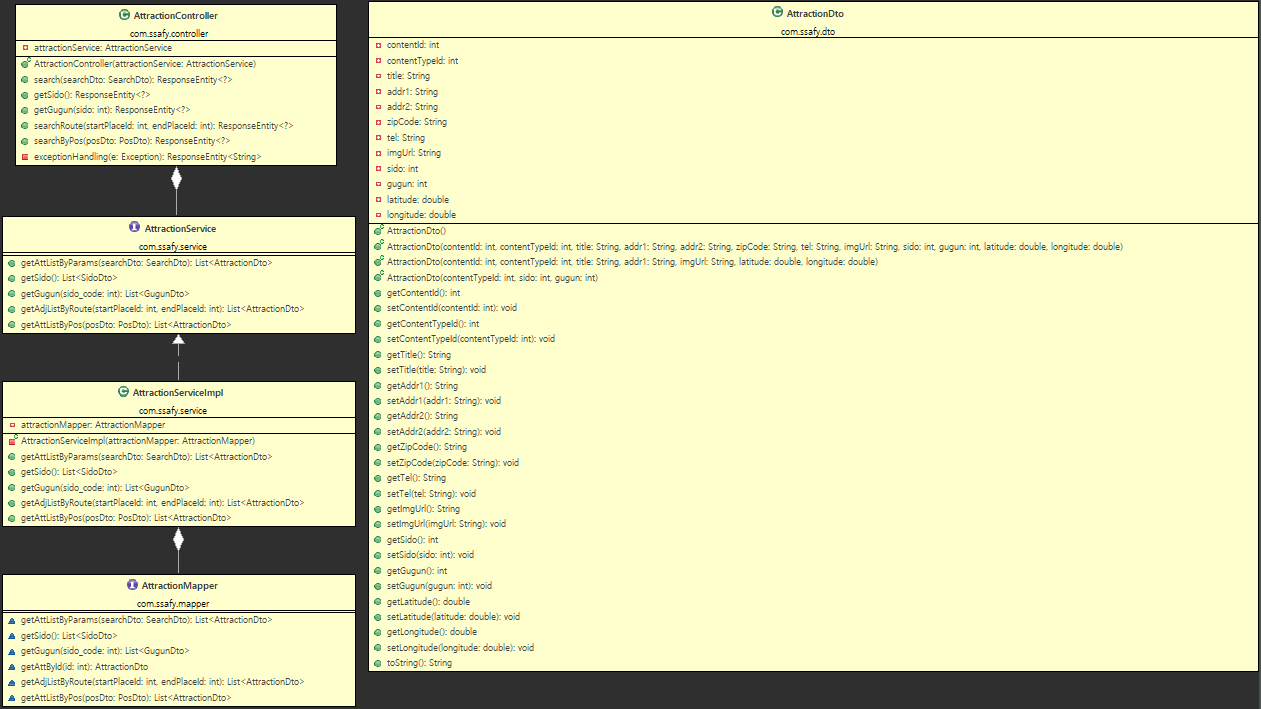 AttractionController
com.ssafy.controller
attractionService: AttractionService
AttractionController(attractionService: AttractionService)
search(searchDto: SearchDto): ResponseEntity<?>
getSido(): ResponseEntity<?>
getGugun(sido: int): ResponseEntity<?>
searchRoute(startPlaceId: int, endPlaceId: int): ResponseEntity<?>
searchByPos(posDto: PosDto): ResponseEntity<?>
exceptionHandling(e: Exception): ResponseEntity<String>
AttractionService
com.ssafy.service
getAttListByParams(searchDto: SearchDto): List<AttractionDto>
getSido(): List<SidoDto>
getGugun(sido_code: int): List<GugunDto>
getAdjListByRoute(startPlaceId: int, endPlaceId: int): List<AttractionDto>
getAttListByPos(posDto: PosDto): List<AttractionDto>
AttractionServiceImpl
com.ssafy.service
attractionMapper: AttractionMapper
AttractionServiceImpl(attractionMapper: AttractionMapper)
getAttListByParams(searchDto: SearchDto): List<AttractionDto>
getSido(): List<SidoDto>
getGugun(sido_code: int): List<GugunDto>
getAdjListByRoute(startPlaceId: int, endPlaceId: int): List<AttractionDto>
getAttListByPos(posDto: PosDto): List<AttractionDto>
AttractionMapper
com.ssafy.mapper
getAttListByParams(searchDto: SearchDto): List<AttractionDto>
getSido(): List<SidoDto>
getGugun(sido_code: int): List<GugunDto>
getAttById(id: int): AttractionDto
getAdjListByRoute(startPlaceId: int, endPlaceId: int): List<AttractionDto>
getAttListByPos(posDto: PosDto): List<AttractionDto>
AttractionDto
com.ssafy.dto
contentId: int
contentTypeId: int
title: String
addr1: String
addr2: String
zipCode: String
tel: String
imgUrl: String
sido: int
gugun: int
latitude: double
longitude: double
AttractionDto()
AttractionDto(contentId: int, contentTypeId: int, title: String, addr1: String, addr2: String, zipCode: String, tel: String, imgUrl: String, sido: int, gugun: int, latitude: double, longitude: double)
AttractionDto(contentId: int, contentTypeId: int, title: String, addr1: String, imgUrl: String, latitude: double, longitude: double)
AttractionDto(contentTypeId: int, sido: int, gugun: int)
getContentId(): int
setContentId(contentId: int): void
getContentTypeId(): int
setContentTypeId(contentTypeId: int): void
getTitle(): String
setTitle(title: String): void
getAddr1(): String
setAddr1(addr1: String): void
getAddr2(): String
setAddr2(addr2: String): void
getZipCode(): String
setZipCode(zipCode: String): void
getTel(): String
setTel(tel: String): void
getImgUrl(): String
setImgUrl(imgUrl: String): void
getSido(): int
setSido(sido: int): void
getGugun(): int
setGugun(gugun: int): void
getLatitude(): double
setLatitude(latitude: double): void
getLongitude(): double
setLongitude(longitude: double): void
toString(): String